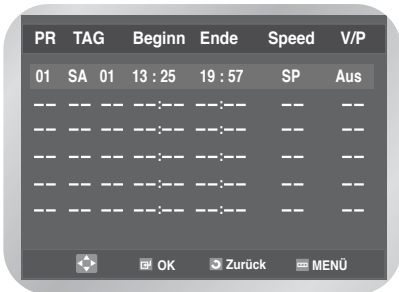 PR TAG Beginn Ende Speed V/P
01 SA 01 13 : 25 19 : 57 SP Aus
–– –– –– ––:–– ––:–– –– ––
–– –– –– ––:–– ––:–– –– ––
–– –– –– ––:–– ––:–– –– ––
–– –– –– ––:–– ––:–– –– ––
–– –– –– ––:–– ––:–– –– ––
OK Zurück MENÜ